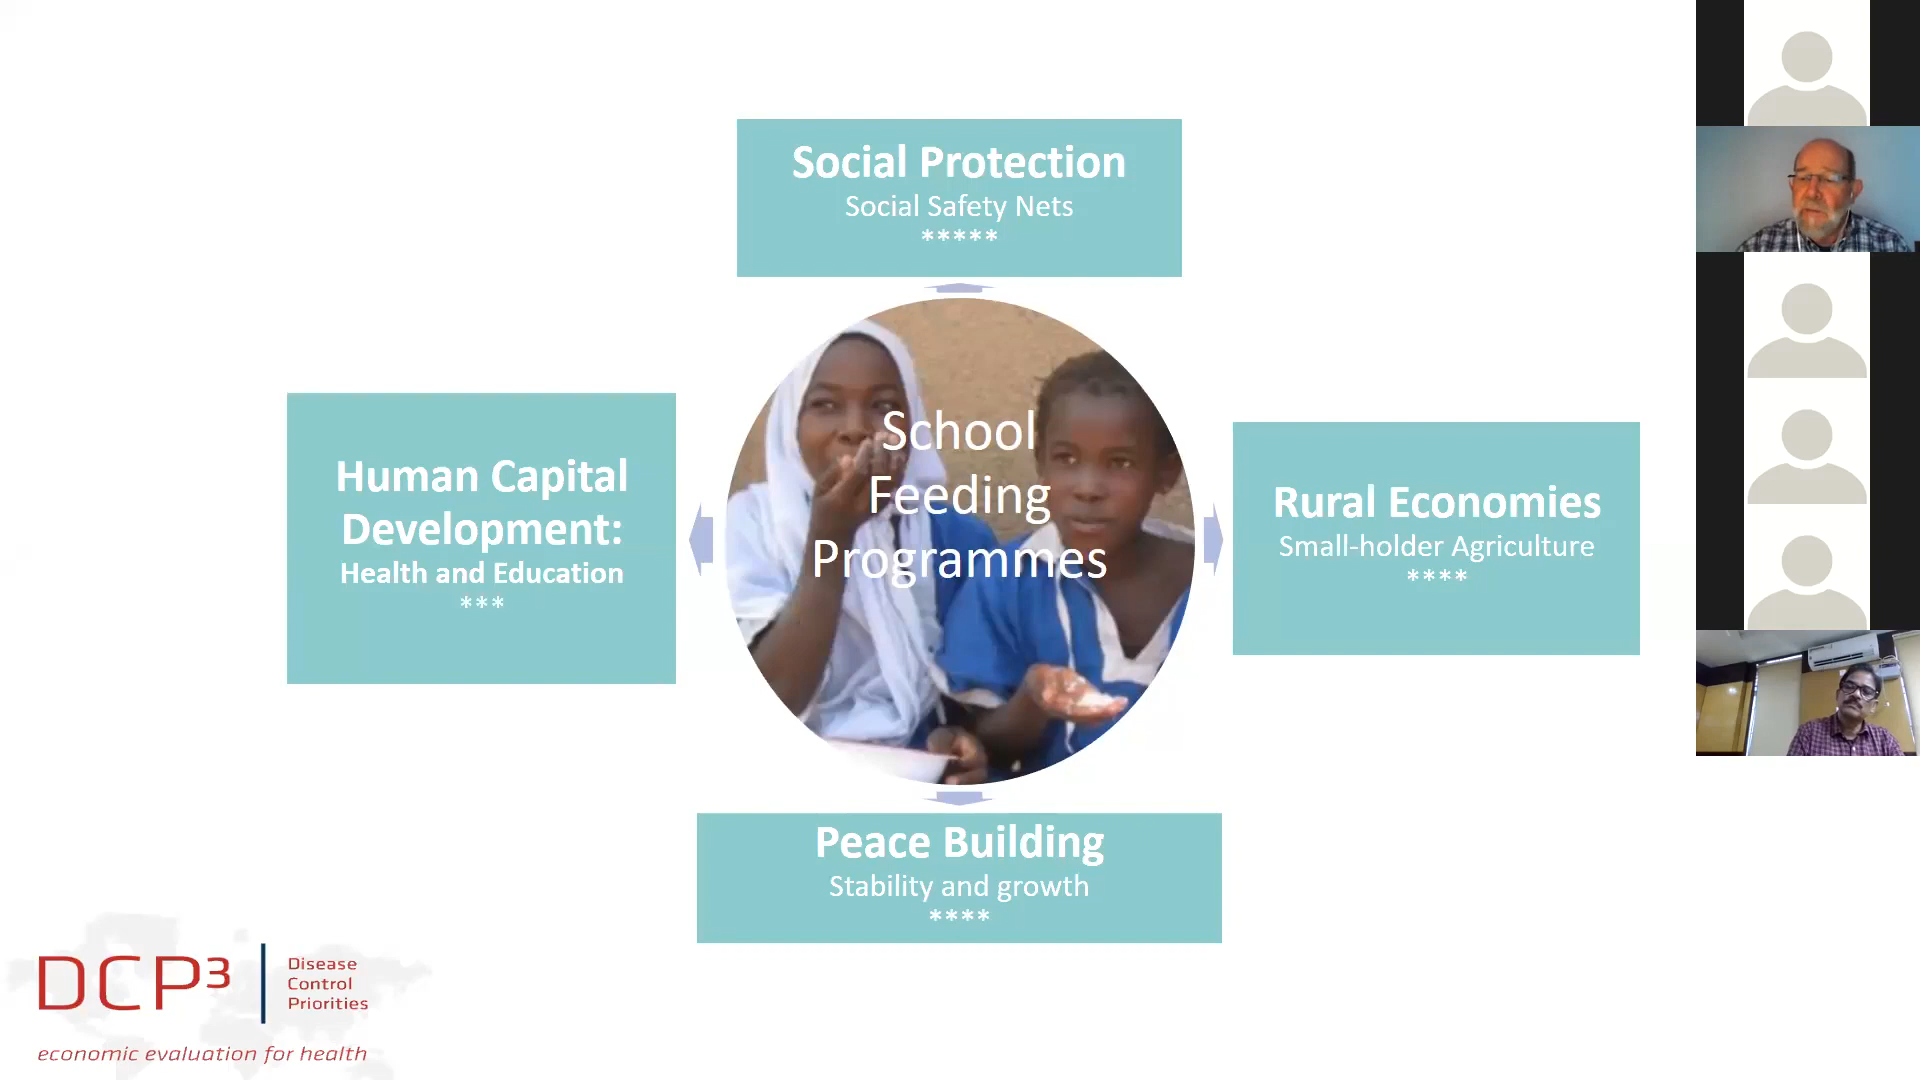 Social Protection
Social Safety Nets
*****
School
Feeding
Programmes
Human Capital
Development:
Health and Education
***
Rural Economies
Small-holder Agriculture
****
Peace Building
Stability and growth
****
DCP³
Disease
Control
Priorities
economic evaluation for health